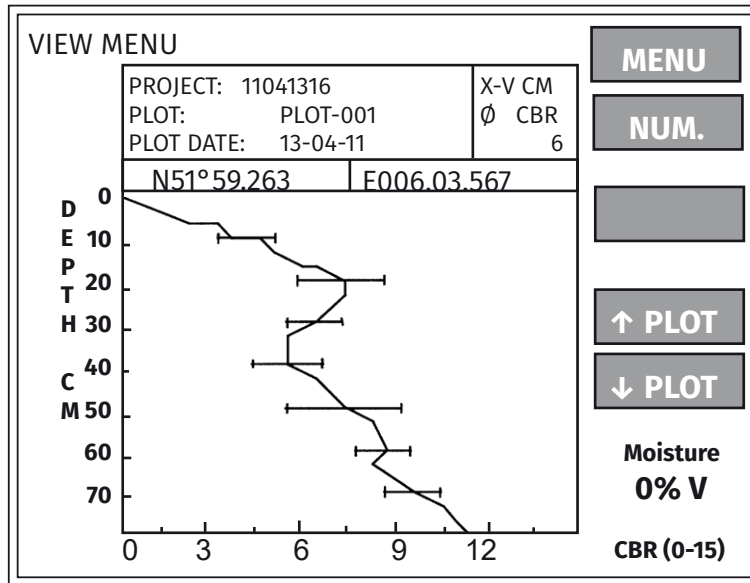 VIEW MENU
MENU
PROJECT: 11041316
X-V CM
PLOT: PLOT-001
Ø CBR
PLOT DATE: 13-04-11
6
NUM.
N51°59.263
E006.03.567
DEPTH CM
0
10
20
30
40
50
60
70
0 3 6 9 12
↑ PLOT
↓ PLOT
Moisture
0% V
CBR (0-15)